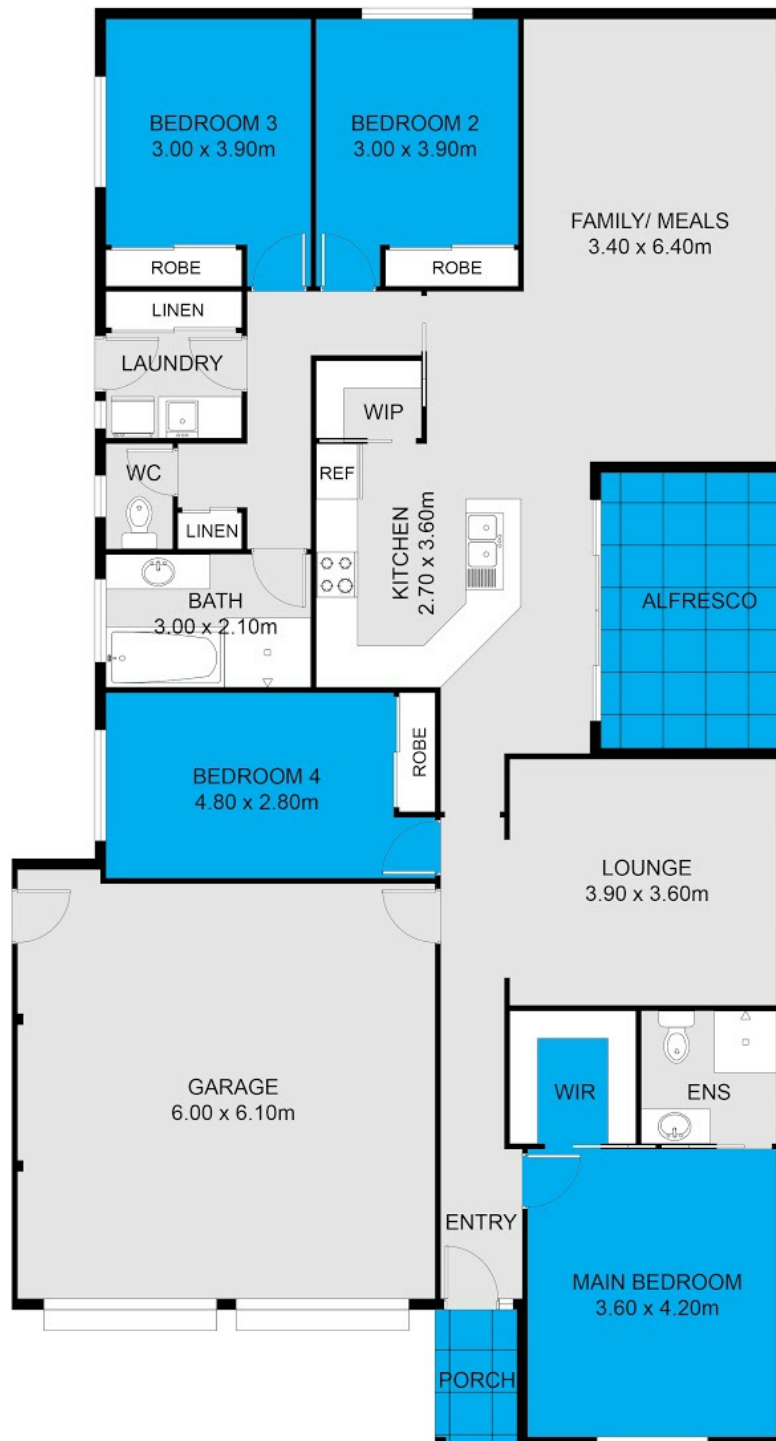 BEDROOM 3
3.00 x 3.90m
BEDROOM 2
3.00 x 3.90m
FAMILY/ MEALS
3.40 x 6.40m
ROBE
ROBE
LINEN
LAUNDRY
WIP
WC
REF
LINEN
KITCHEN
2.70 x 3.60m
BATH
3.00 x 2.10m
ALFRESCO
BEDROOM 4
4.80 x 2.80m
ROBE
LOUNGE
3.90 x 3.60m
GARAGE
6.00 x 6.10m
WIR
ENS
ENTRY
MAIN BEDROOM
3.60 x 4.20m
PORCH